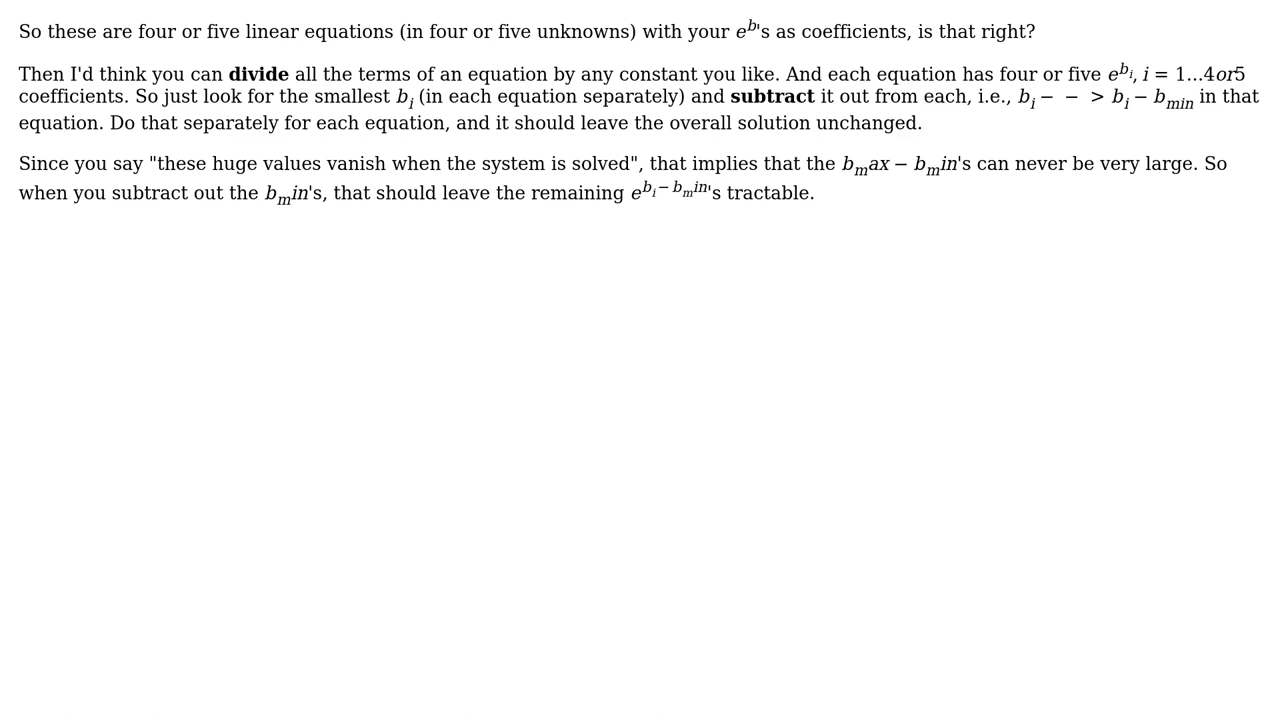 So these are four or five linear equations (in four or five unknowns) with your e^b's as coefficients, is that right?
Then I'd think you can divide all the terms of an equation by any constant you like. And each equation has four or five e^{b_i}, i = 1...4or5
coefficients. So just look for the smallest b_i (in each equation separately) and subtract it out from each, i.e., b_i − − > b_i − b_{min} in that
equation. Do that separately for each equation, and it should leave the overall solution unchanged.
Since you say "these huge values vanish when the system is solved", that implies that the b_max − b_min's can never be very large. So
when you subtract out the b_min's, that should leave the remaining e^{b_i − b_min}'s tractable.